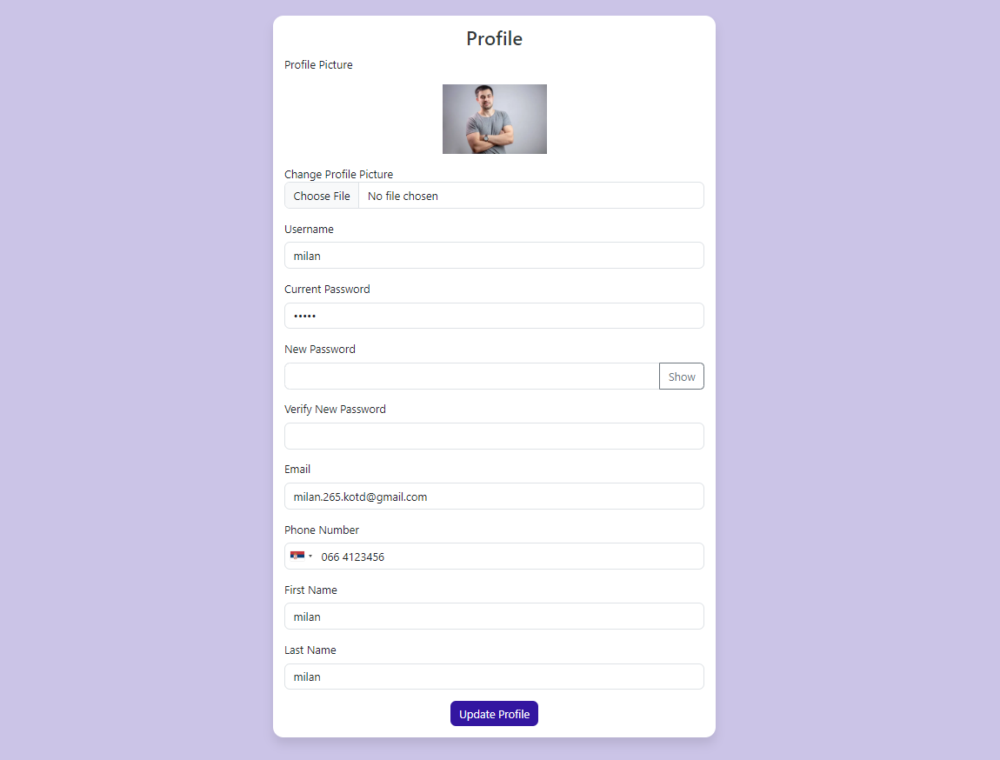 Profile
Profile Picture
Change Profile Picture
Choose File No file chosen
Username
milan
Current Password
•••••
New Password
Show
Verify New Password
Email
milan.265.kotd@gmail.com
Phone Number
066 4123456
First Name
milan
Last Name
milan
Update Profile